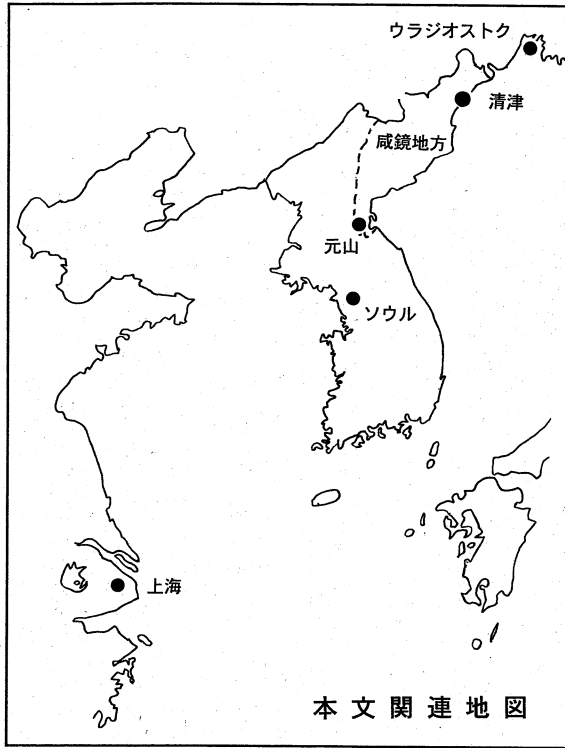 ウラジオストク
清津
咸鏡地方
元山
ソウル
上海
本文関連地図